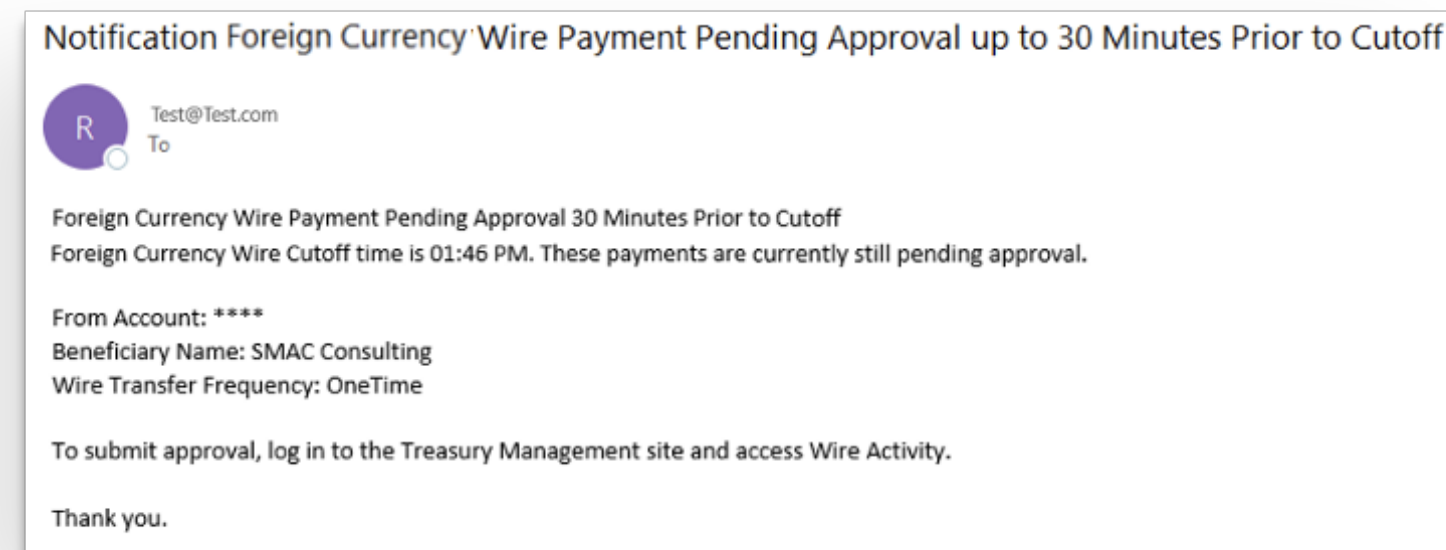 Notification Foreign Currency Wire Payment Pending Approval up to 30 Minutes Prior to Cutoff
R
Test@Test.com
To
Foreign Currency Wire Payment Pending Approval 30 Minutes Prior to Cutoff
Foreign Currency Wire Cutoff time is 01:46 PM. These payments are currently still pending approval.
From Account: ****
Beneficiary Name: SMAC Consulting
Wire Transfer Frequency: OneTime
To submit approval, log in to the Treasury Management site and access Wire Activity.
Thank you.